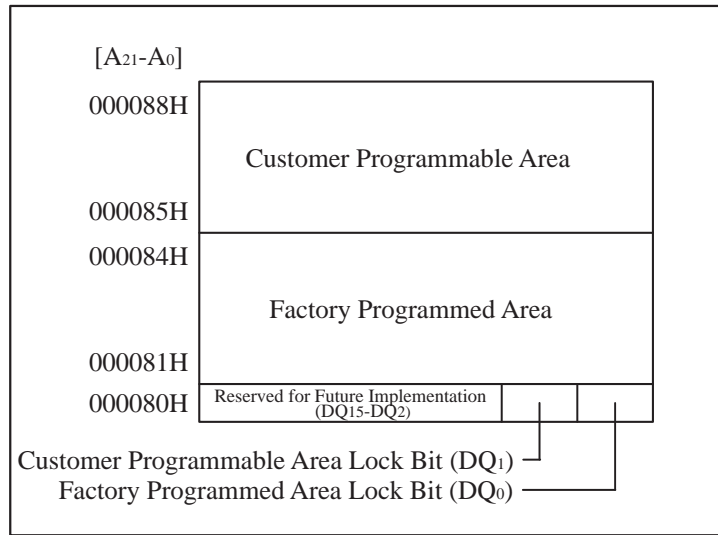 [A21-A0]
000088H
Customer Programmable Area
000085H
000084H
Factory Programmed Area
000081H
000080H
Reserved for Future Implementation
(DQ15-DQ2)
Customer Programmable Area Lock Bit (DQ1)
Factory Programmed Area Lock Bit (DQ0)